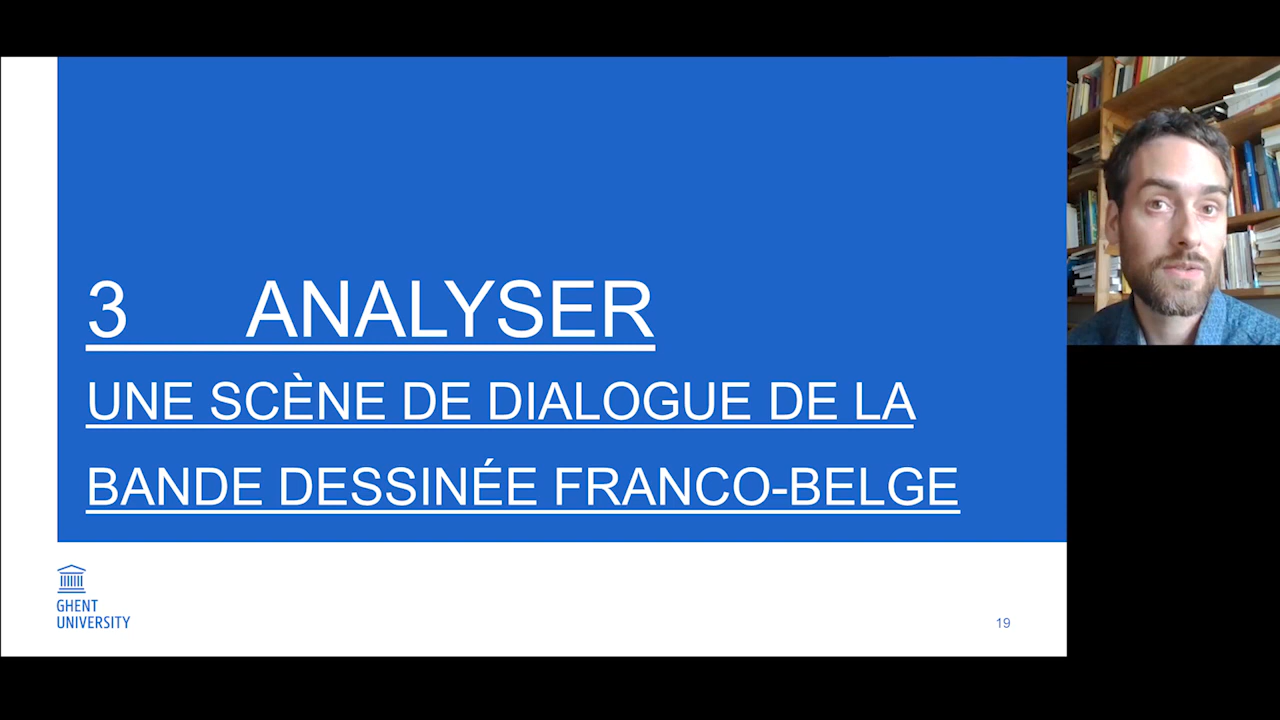 3 ANALYSER
UNE SCÈNE DE DIALOGUE DE LA
BANDE DESSINÉE FRANCO-BELGE
GHENT
UNIVERSITY
19